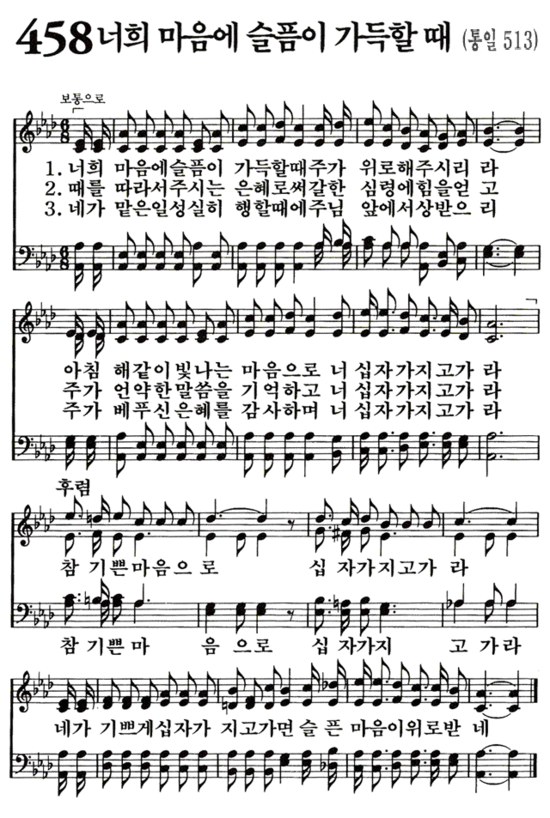 458 너희 마음에 슬픔이 가득할 때 (통일 513)
보통으로
1. 너희 마음에슬픔이 가득할때주가 위로해주시리 라
2. 때를 따라서주시는 은혜로써갈한 심령에힘을얻 고
3. 네가 맡은일성실히 행할때에주님 앞에서상받으 리
아침 해같이빛나는 마음으로 너 십자가지고가 라
주가 언약한말씀을 기억하고 너 십자가지고가 라
주가 베푸신은혜를 감사하며 너 십자가지고가 라
후렴
참 기쁜마음으 로 십 자가지고가 라
참 기쁜 마 음 으로 십 자가지 고 가라
네가 기쁘게십자가 지고가면 슬 픈 마음이위로받 네